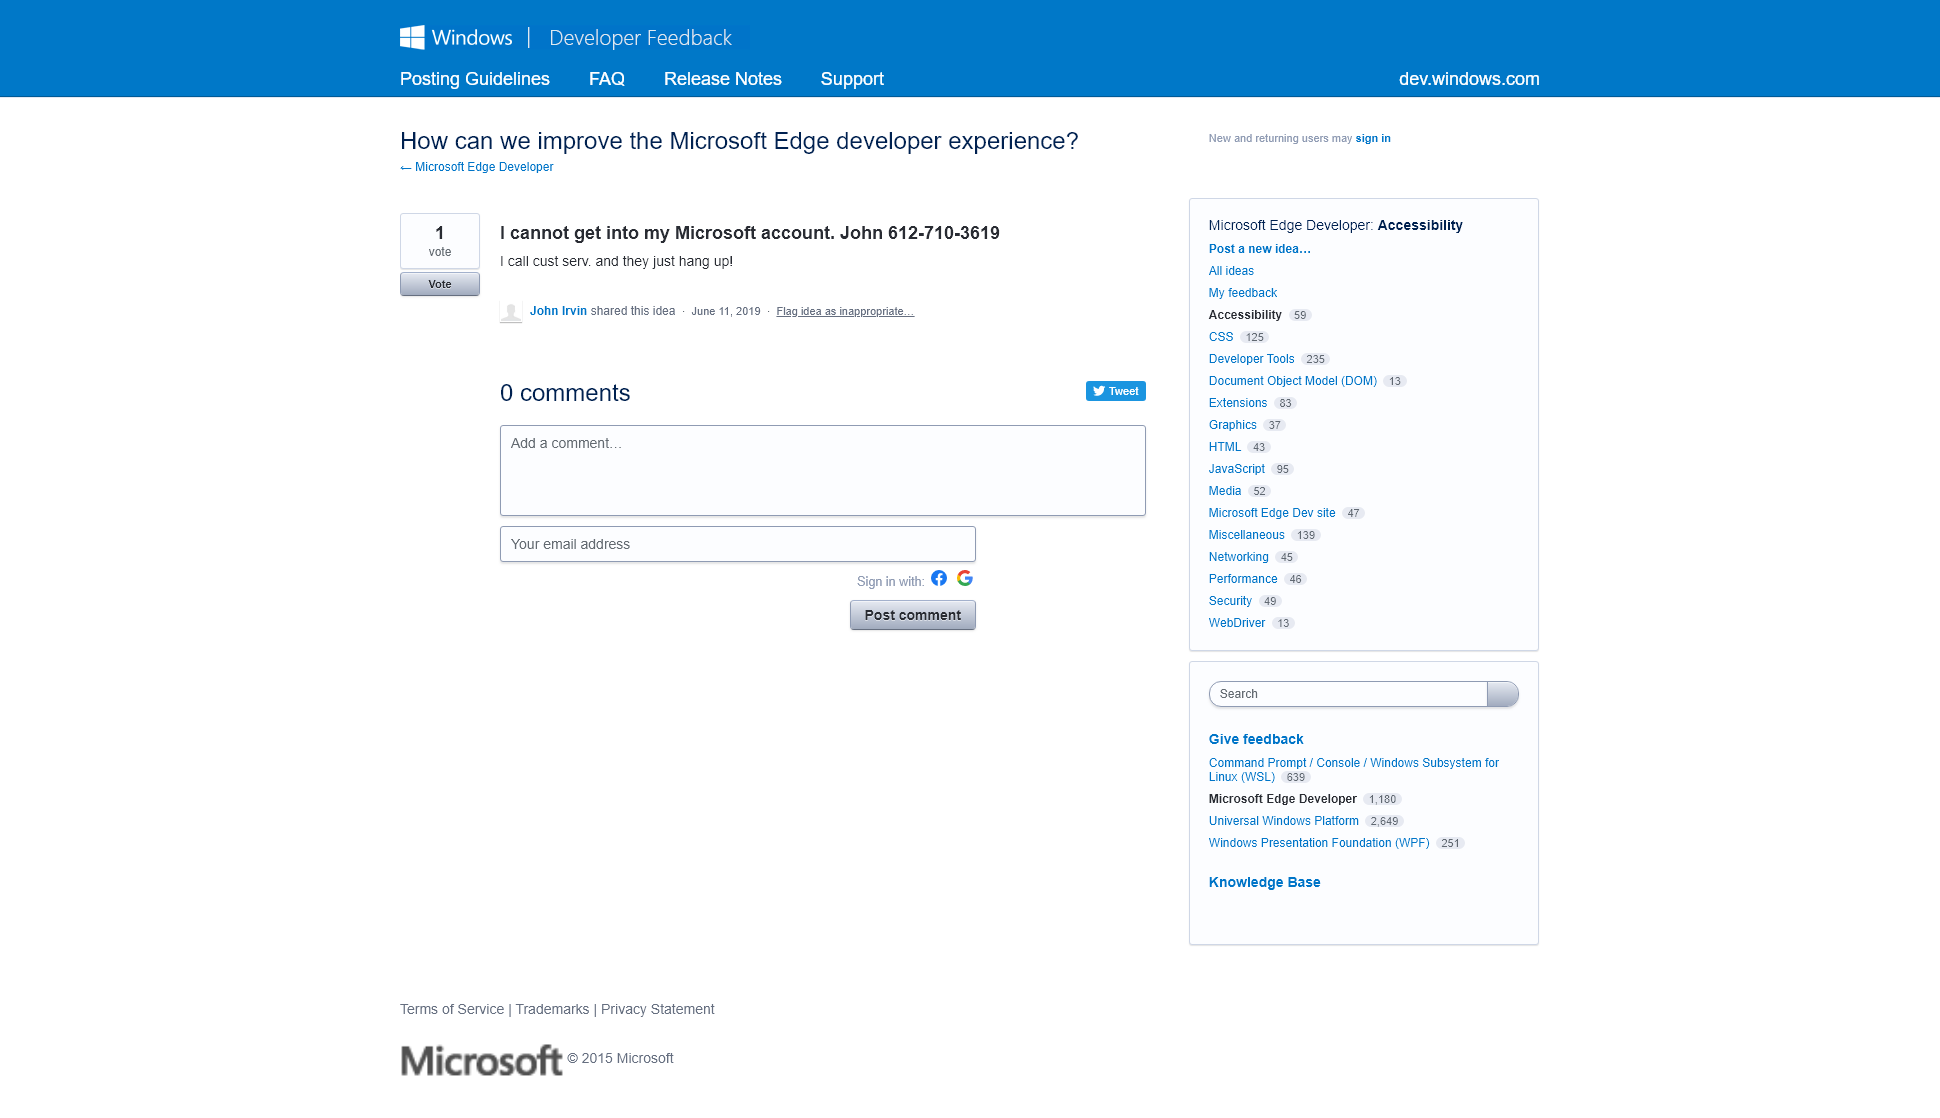 Windows | Developer Feedback
Posting Guidelines FAQ Release Notes Support dev.windows.com
How can we improve the Microsoft Edge developer experience?
← Microsoft Edge Developer
New and returning users may sign in
1
vote
Vote
I cannot get into my Microsoft account. John 612-710-3619
I call cust serv. and they just hang up!
John Irvin shared this idea · June 11, 2019 · Flag idea as inappropriate…
0 comments
Tweet
Add a comment…
Your email address
Sign in with:
Post comment
Microsoft Edge Developer: Accessibility
Post a new idea…
All ideas
My feedback
Accessibility 59
CSS 125
Developer Tools 235
Document Object Model (DOM) 13
Extensions 83
Graphics 37
HTML 43
JavaScript 95
Media 52
Microsoft Edge Dev site 47
Miscellaneous 139
Networking 45
Performance 46
Security 49
WebDriver 13
Search
Give feedback
Command Prompt / Console / Windows Subsystem for
Linux (WSL) 639
Microsoft Edge Developer 1,180
Universal Windows Platform 2,649
Windows Presentation Foundation (WPF) 251
Knowledge Base
Terms of Service | Trademarks | Privacy Statement
Microsoft © 2015 Microsoft